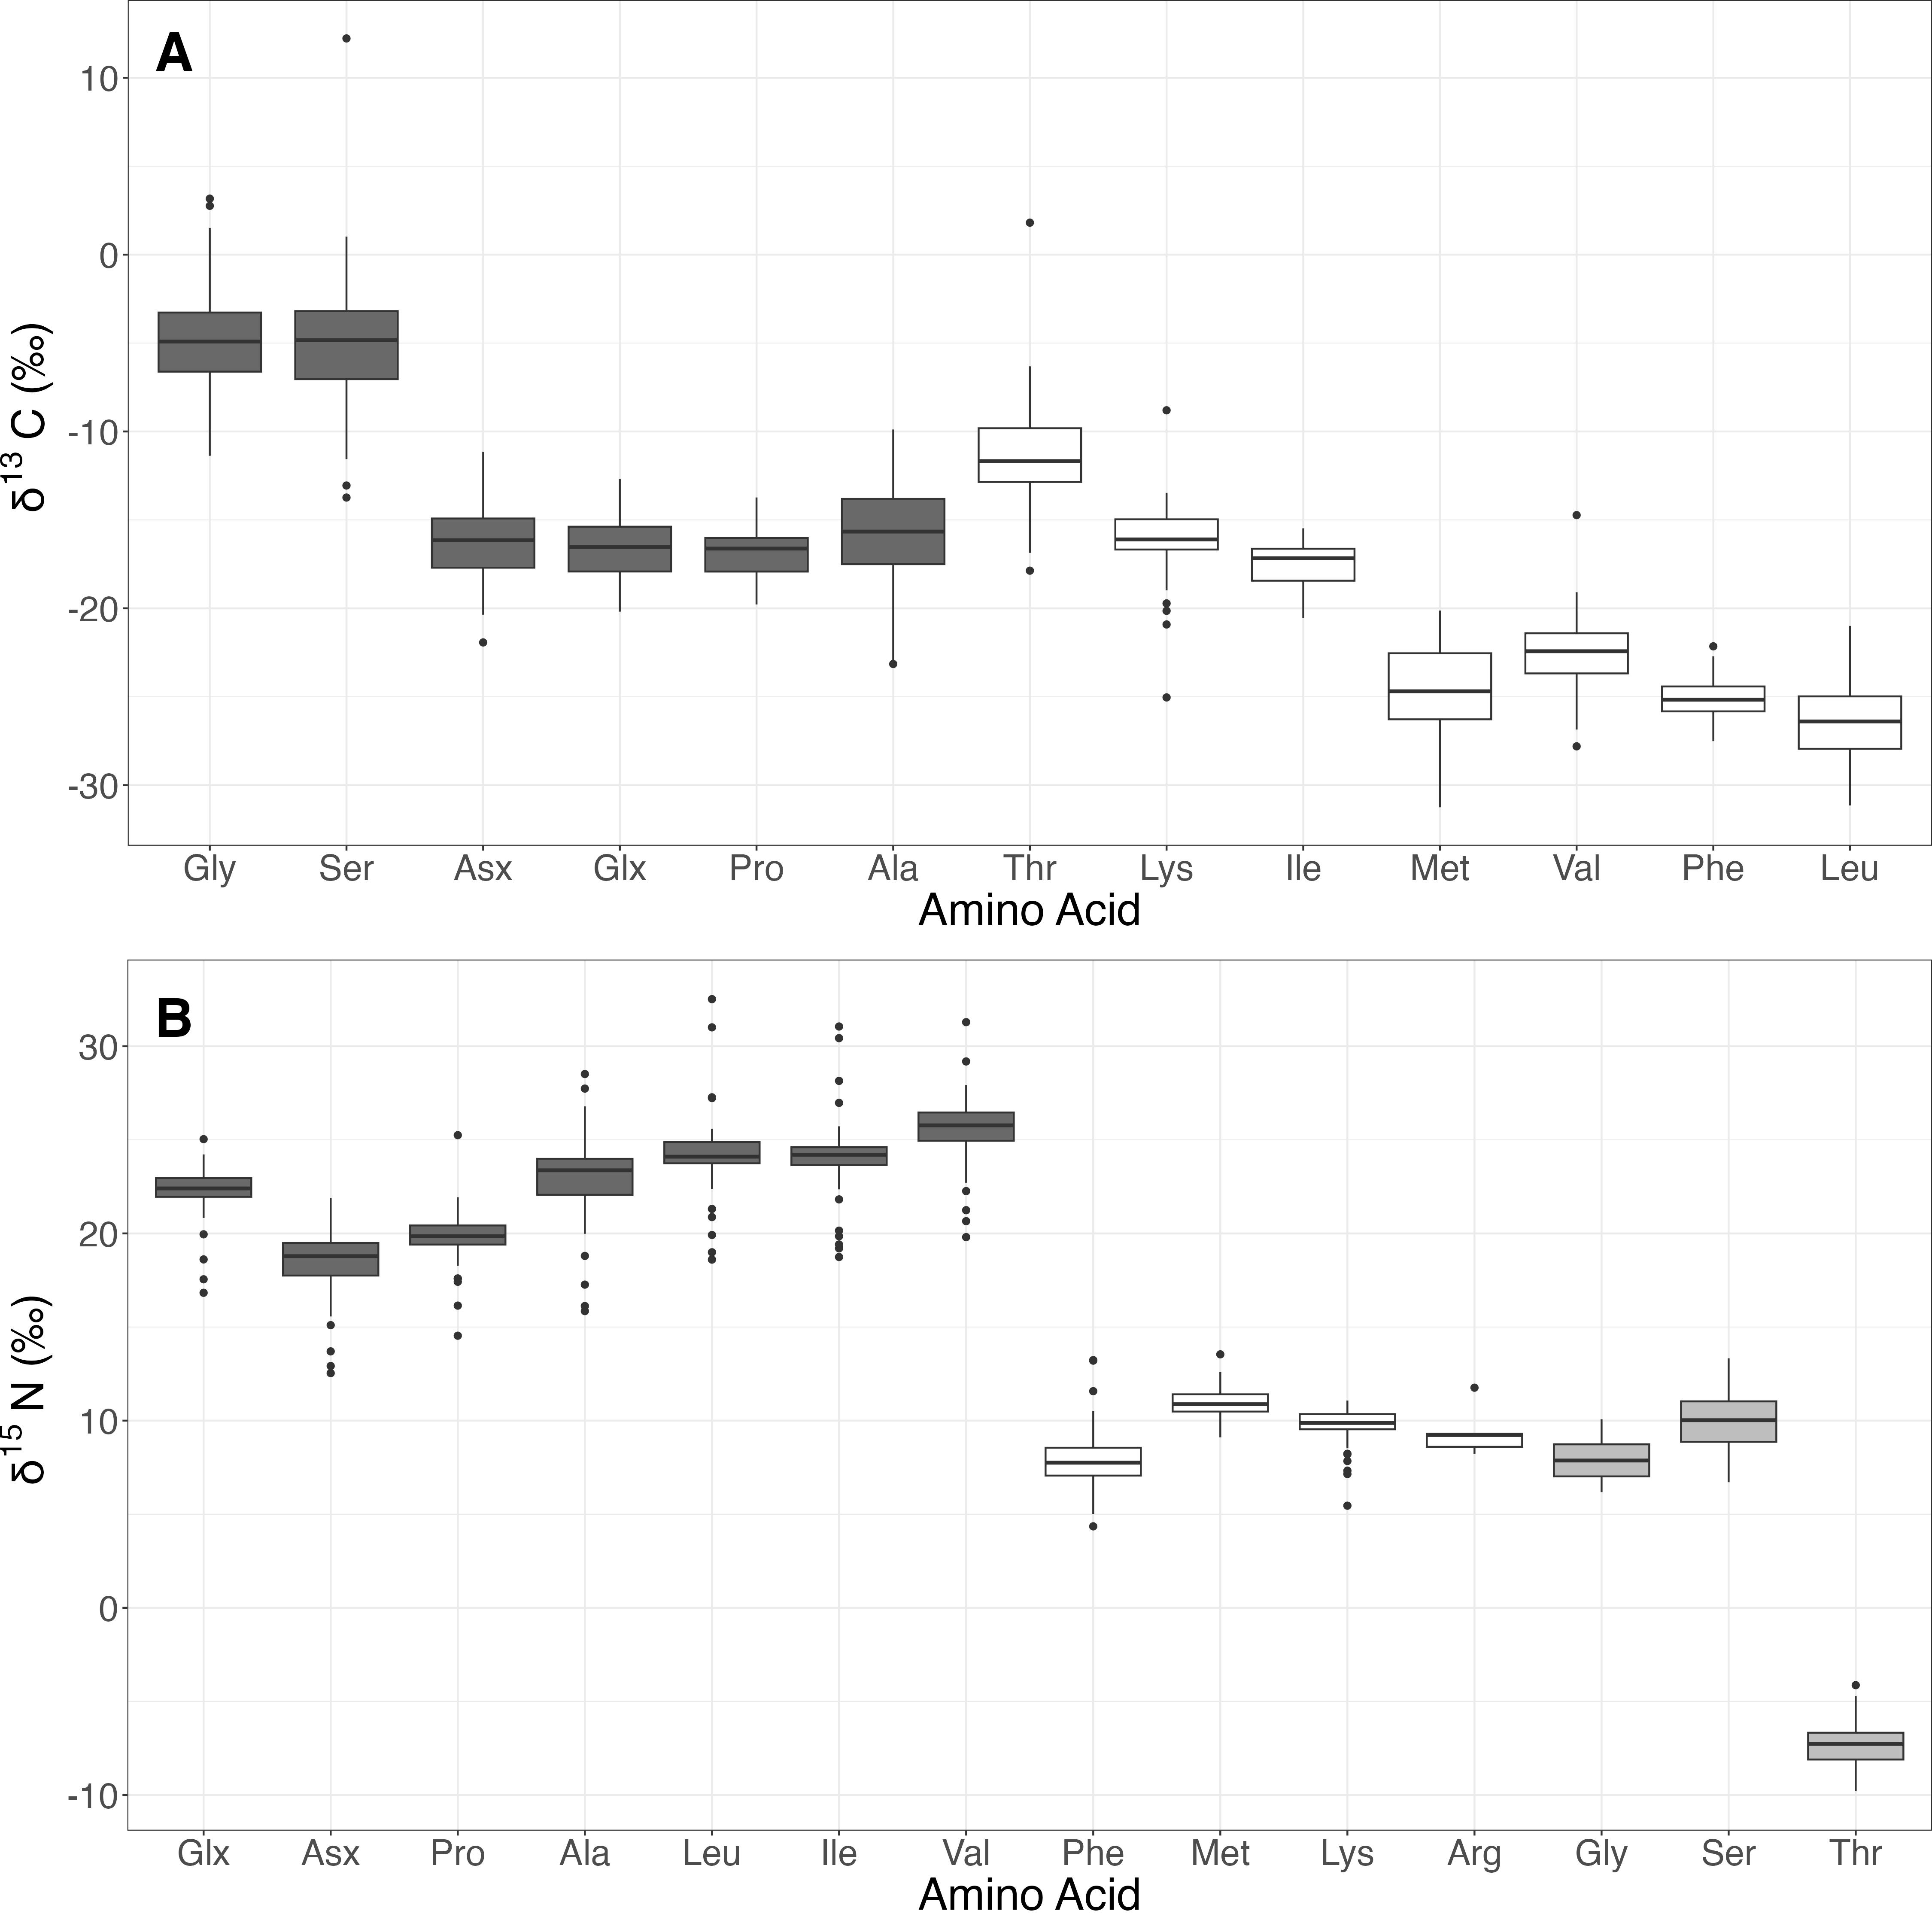 A
10
0
-10
-20
-30
δ13 C (‰)
Gly Ser Asx Glx Pro Ala Thr Lys Ile Met Val Phe Leu
Amino Acid
B
30
20
10
0
-10
δ15 N (‰)
Glx Asx Pro Ala Leu Ile Val Phe Met Lys Arg Gly Ser Thr
Amino Acid